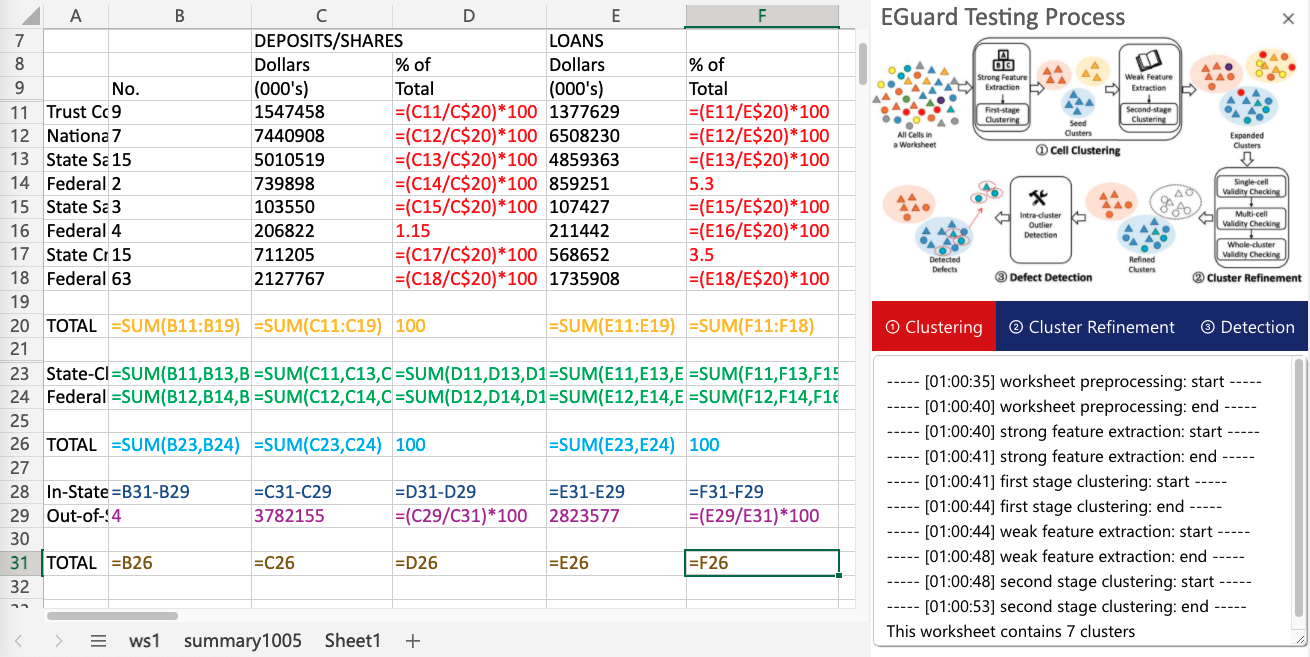 A B C D E F
7 DEPOSITS/SHARES LOANS
8 Dollars % of Dollars % of
9 No. (000's) Total (000's) Total
11 Trust Co 9 1547458 =(C11/C$20)*100 1377629 =(E11/E$20)*100
12 Nationa 7 7440908 =(C12/C$20)*100 6508230 =(E12/E$20)*100
13 State Sa 15 5010519 =(C13/C$20)*100 4859363 =(E13/E$20)*100
14 Federal 2 739898 =(C14/C$20)*100 859251 5.3
15 State Sa 3 103550 =(C15/C$20)*100 107427 =(E15/E$20)*100
16 Federal 4 206822 1.15 211442 =(E16/E$20)*100
17 State Cr 15 711205 =(C17/C$20)*100 568652 3.5
18 Federal 63 2127767 =(C18/C$20)*100 1735908 =(E18/E$20)*100
19
20 TOTAL =SUM(B11:B19) =SUM(C11:C19) 100 =SUM(E11:E19) =SUM(F11:F18)
21
23 State-Cl =SUM(B11,B13,B =SUM(C11,C13,C =SUM(D11,D13,D1 =SUM(E11,E13,E =SUM(F11,F13,F15
24 Federal =SUM(B12,B14,B =SUM(C12,C14,C =SUM(D12,D14,D1 =SUM(E12,E14,E =SUM(F12,F14,F16
25
26 TOTAL =SUM(B23,B24) =SUM(C23,C24) 100 =SUM(E23,E24) 100
27
28 In-State =B31-B29 =C31-C29 =D31-D29 =E31-E29 =F31-F29
29 Out-of-S 4 3782155 =(C29/C31)*100 2823577 =(E29/E31)*100
30
31 TOTAL =B26 =C26 =D26 =E26 =F26
32
ws1 summary1005 Sheet1 +
EGuard Testing Process ×
All Cells in
a Worksheet
A
B C
Strong Feature
Extraction
First-stage
Clustering
Seed
Clusters
Weak Feature
Extraction
Second-stage
Clustering
Expanded
Clusters
① Cell Clustering
Single-cell
Validity Checking
Multi-cell
Validity Checking
Whole-cluster
Validity Checking
② Cluster Refinement
Refined
Clusters
Intra-cluster
Outlier
Detection
③ Defect Detection
Detected
Defects
① Clustering ② Cluster Refinement ③ Detection
----- [01:00:35] worksheet preprocessing: start -----
----- [01:00:40] worksheet preprocessing: end -----
----- [01:00:40] strong feature extraction: start -----
----- [01:00:41] strong feature extraction: end -----
----- [01:00:41] first stage clustering: start -----
----- [01:00:44] first stage clustering: end -----
----- [01:00:44] weak feature extraction: start -----
----- [01:00:48] weak feature extraction: end -----
----- [01:00:48] second stage clustering: start -----
----- [01:00:53] second stage clustering: end -----
This worksheet contains 7 clusters